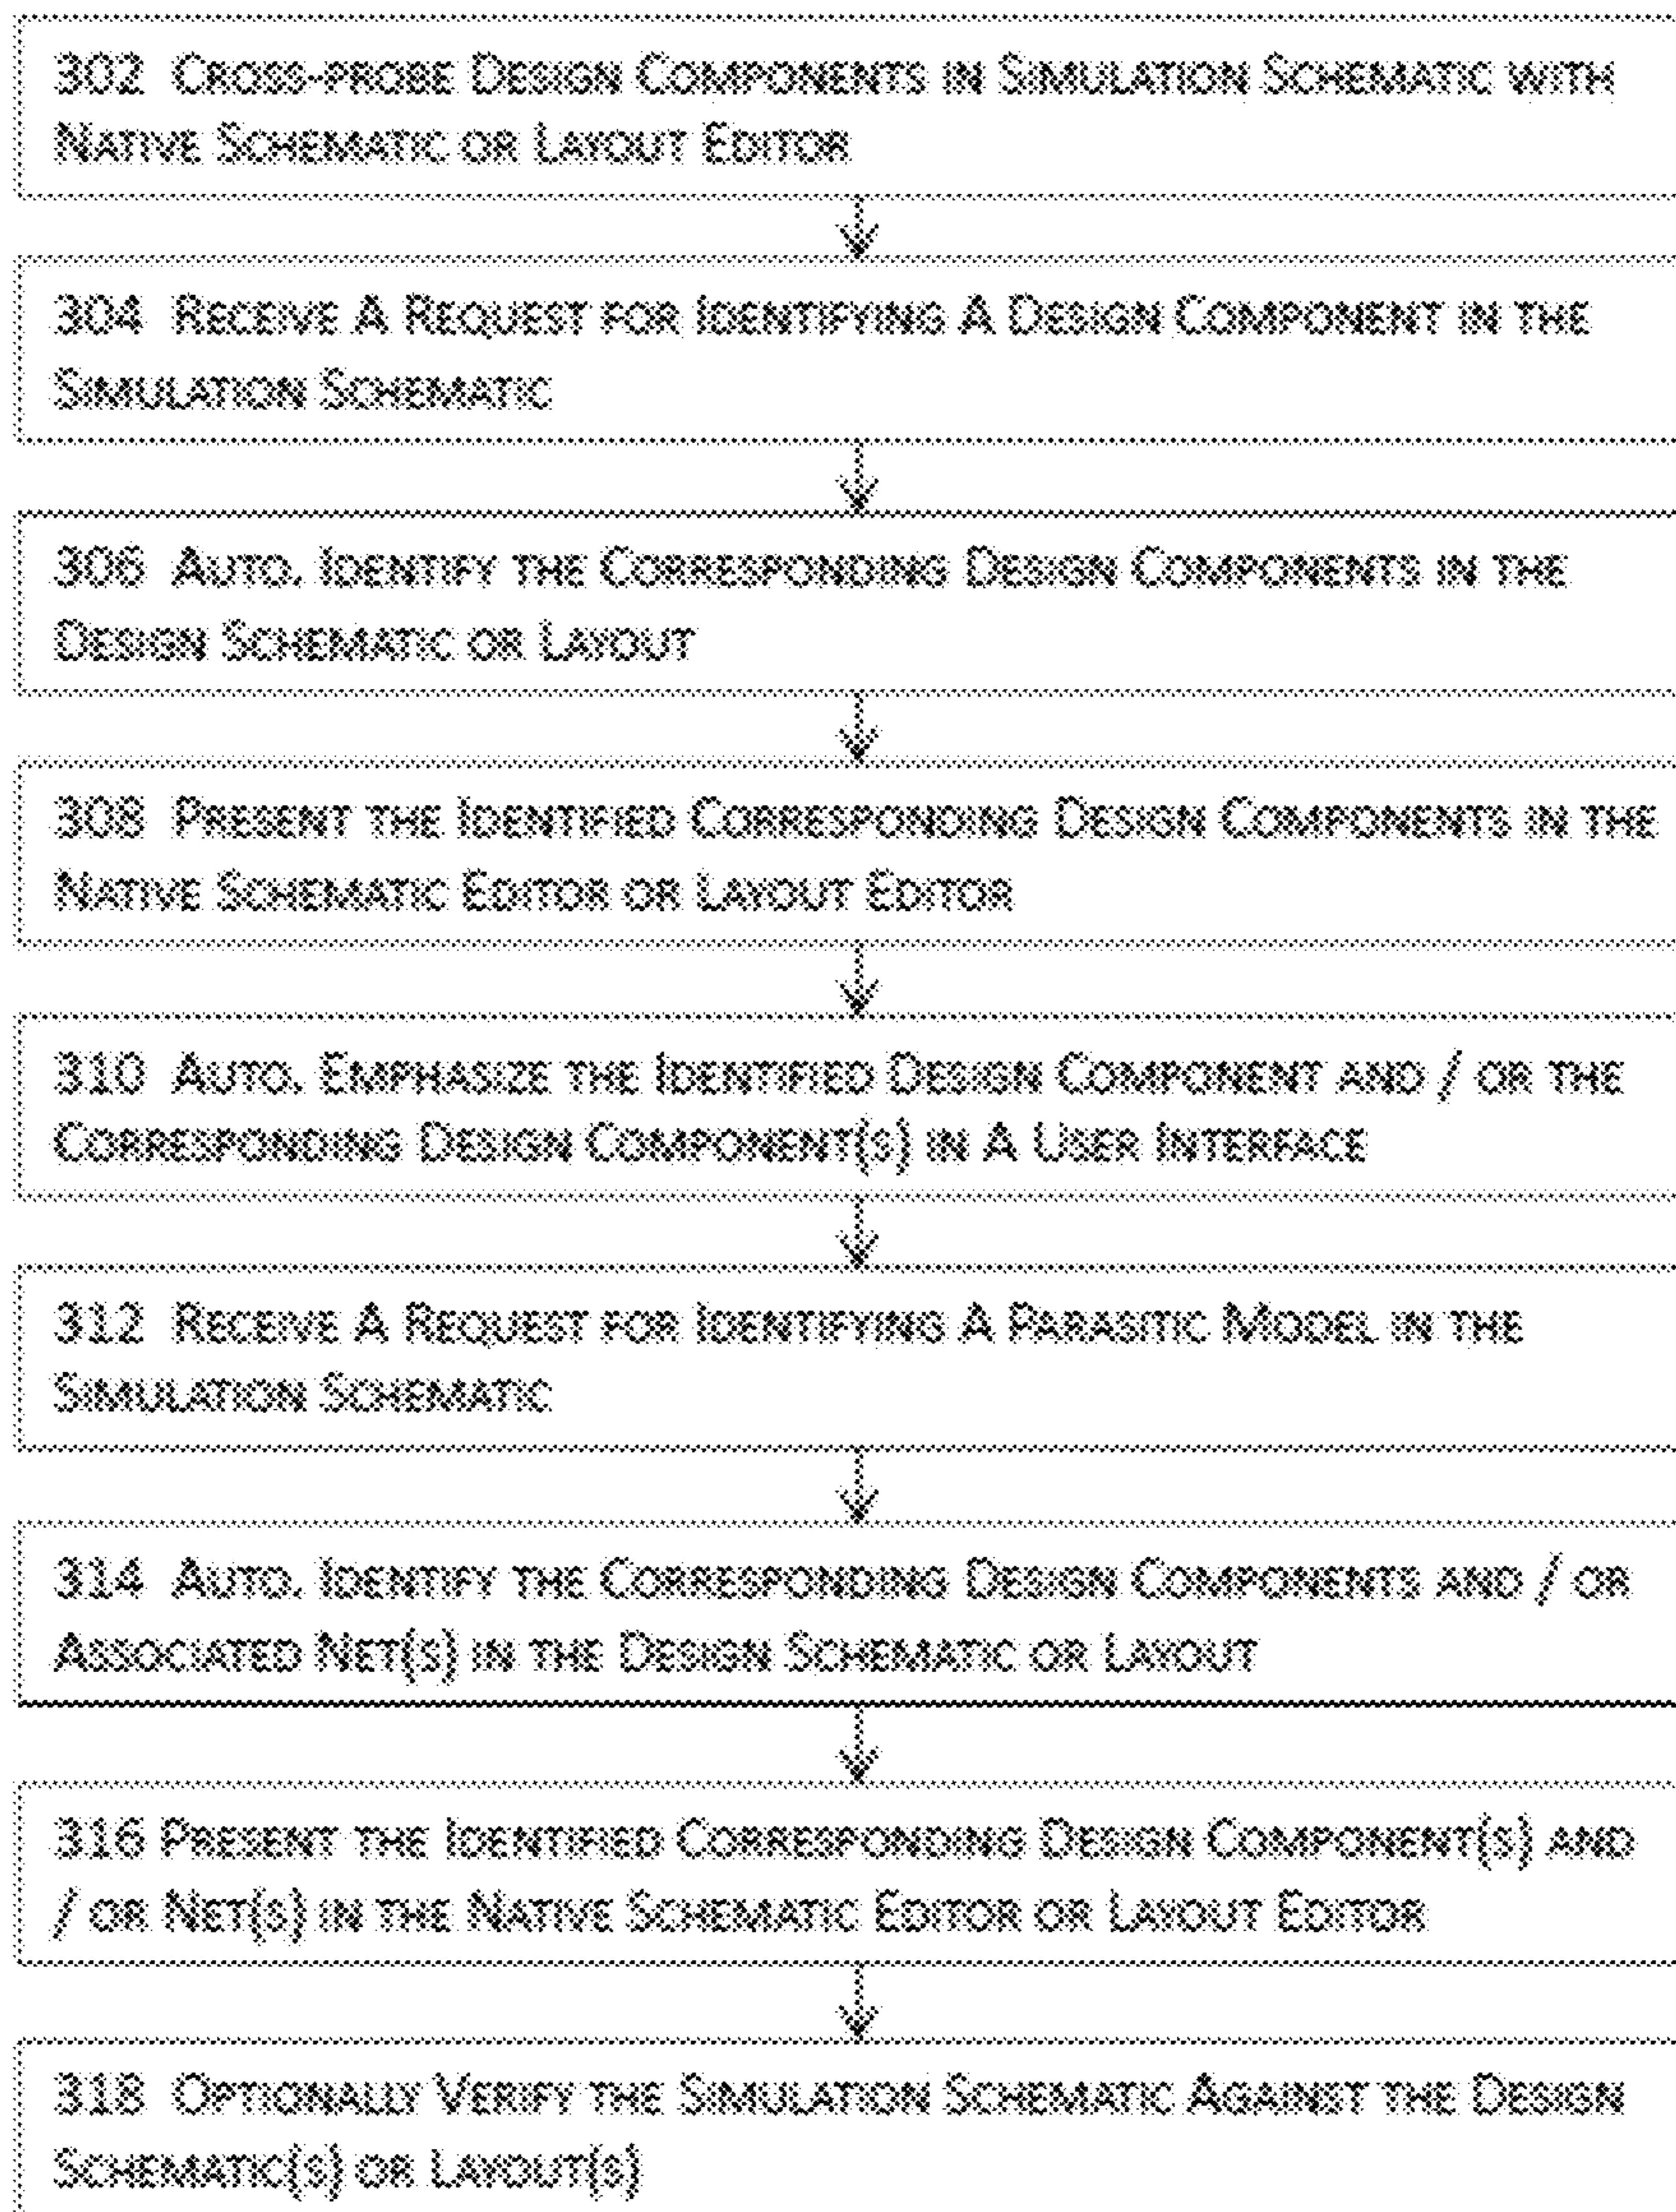 302 Cross-probe Design Components in Simulation Schematic with
Native Schematic or Layout Editor
304 Receive A Request for Identifying A Design Component in the
Simulation Schematic
306 Auto. Identify the Corresponding Design Components in the
Design Schematic or Layout
308 Present the Identified Corresponding Design Components in the
Native Schematic Editor or Layout Editor
310 Auto. Emphasize the Identified Design Component and / or the
Corresponding Design Component(s) in A User Interface
312 Receive A Request for Identifying A Parasitic Model in the
Simulation Schematic
314 Auto. Identify the Corresponding Design Components and / or
Associated Net(s) in the Design Schematic or Layout
316 Present the Identified Corresponding Design Component(s) and
/ or Net(s) in the Native Schematic Editor or Layout Editor
318 Optionally Verify the Simulation Schematic Against the Design
Schematic(s) or Layout(s)